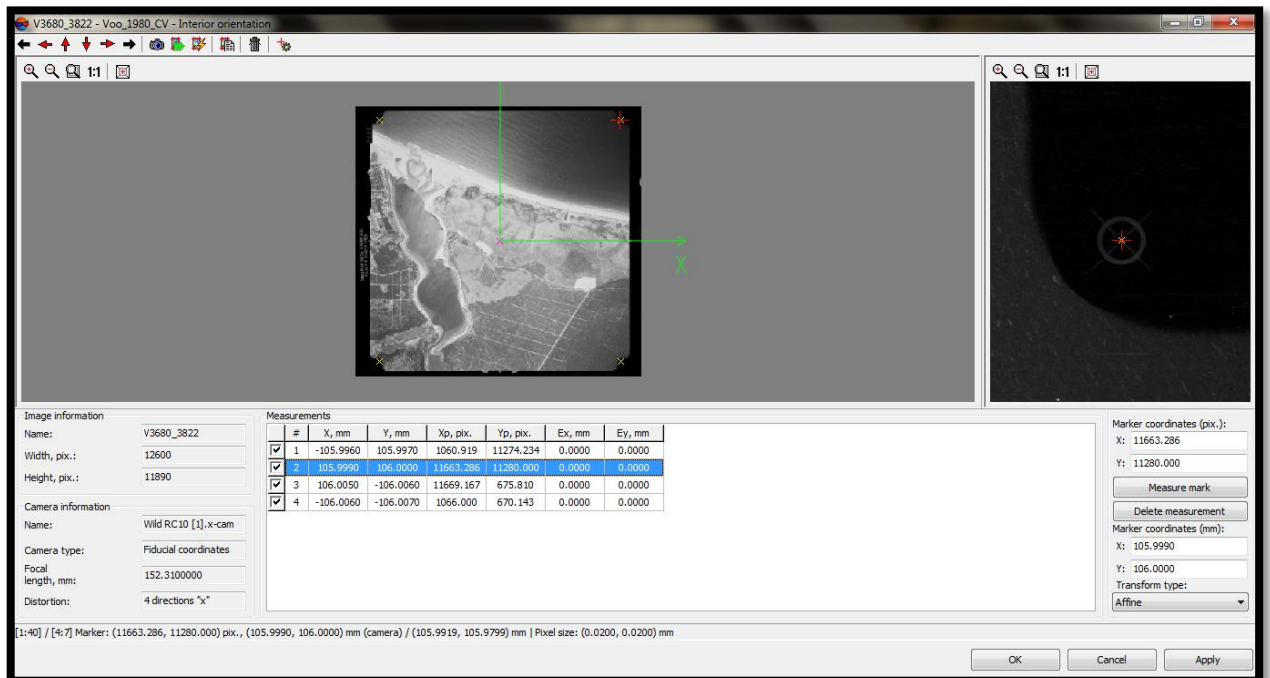 V3680_3822 - Voo_1980_CV - Interior orientation
1:1
1:1
X
Image information
Name: V3680_3822
Width, pix.: 12600
Height, pix.: 11890
Camera information
Name: Wild RC10 [1].x-cam
Camera type: Fiducial coordinates
Focal
length, mm: 152.3100000
Distortion: 4 directions "x"
Measurements
# X, mm Y, mm Xp, pix. Yp, pix. Ex, mm Ey, mm
1 -105.9960 105.9970 1060.919 11274.234 0.0000 0.0000
2 105.9990 106.0000 11663.286 11280.000 0.0000 0.0000
3 106.0050 -106.0060 11669.167 675.810 0.0000 0.0000
4 -106.0060 -106.0070 1066.000 670.143 0.0000 0.0000
Marker coordinates (pix.):
X: 11663.286
Y: 11280.000
Measure mark
Delete measurement
Marker coordinates (mm):
X: 105.9990
Y: 106.0000
Transform type:
Affine
[1:40] / [4:7] Marker: (11663.286, 11280.000) pix., (105.9990, 106.0000) mm (camera) / (105.9919, 105.9799) mm | Pixel size: (0.0200, 0.0200) mm
OK Cancel Apply